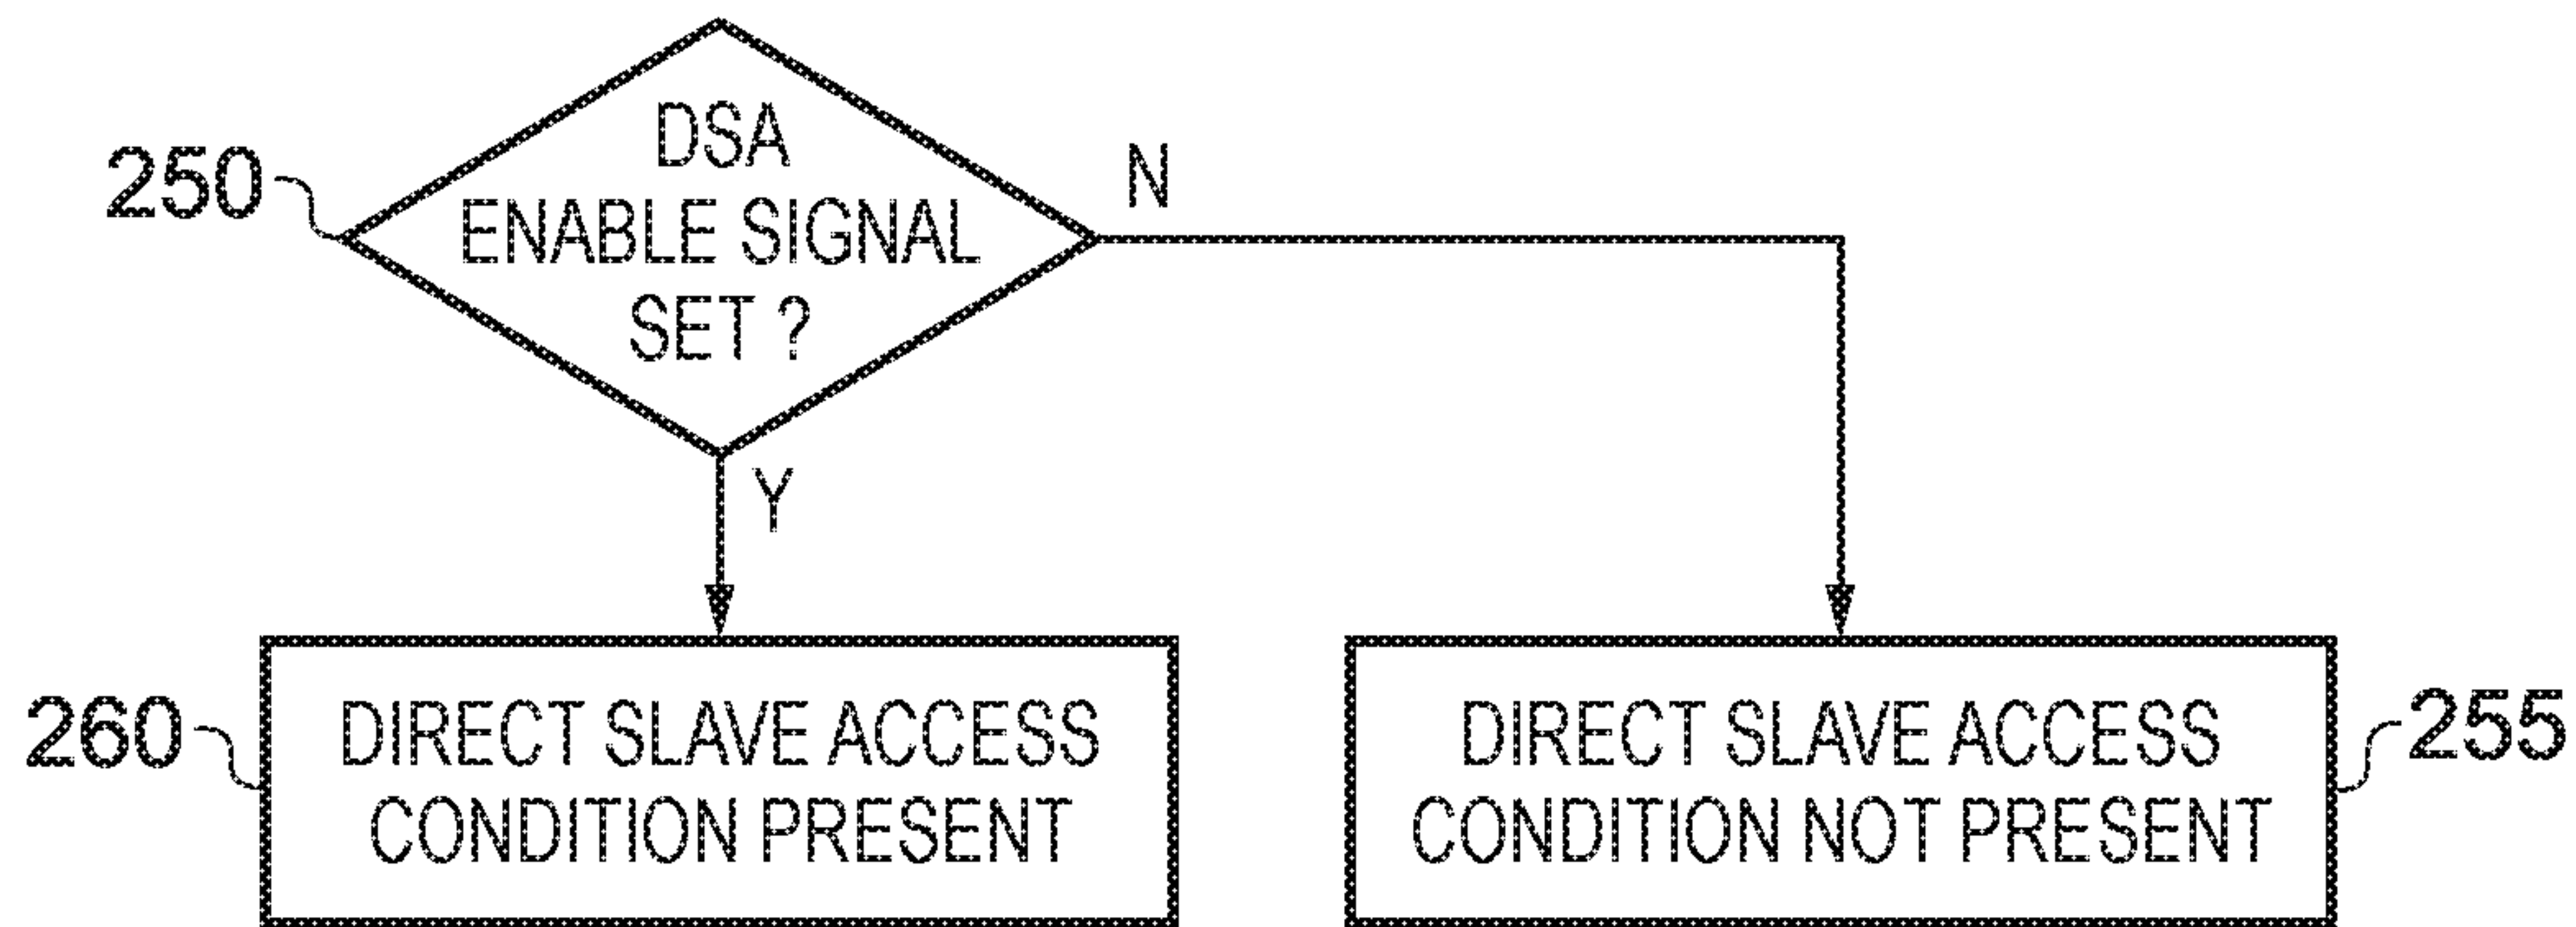 DSA
ENABLE SIGNAL
SET ?
250
N
Y
260
DIRECT SLAVE ACCESS
CONDITION PRESENT
DIRECT SLAVE ACCESS
CONDITION NOT PRESENT
255